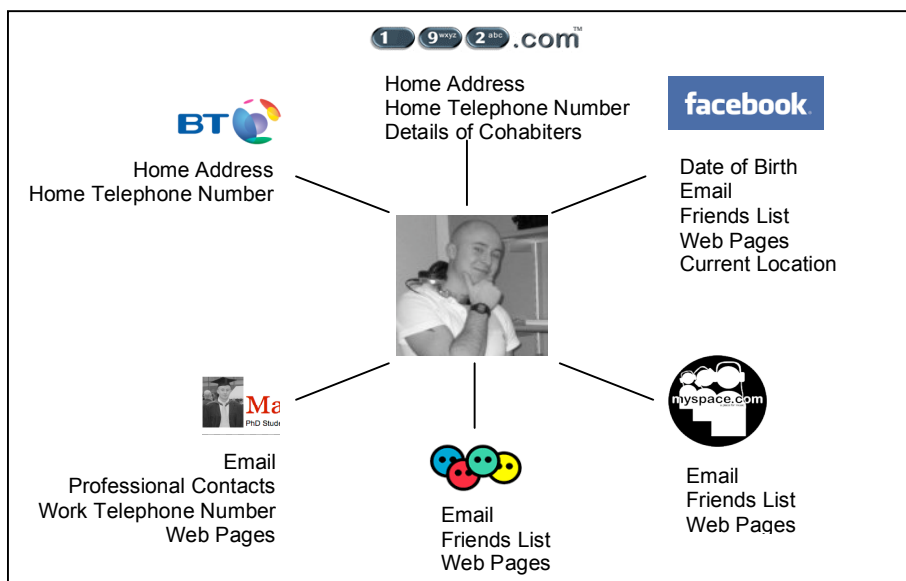 1 9wxyz 2abc .com™
Home Address
Home Telephone Number
Details of Cohabiters
BT
Home Address
Home Telephone Number
facebook.
Date of Birth
Email
Friends List
Web Pages
Current Location
Ma
PhD Stude
Email
Professional Contacts
Work Telephone Number
Web Pages
Email
Friends List
Web Pages
myspace.com
Email
Friends List
Web Pages